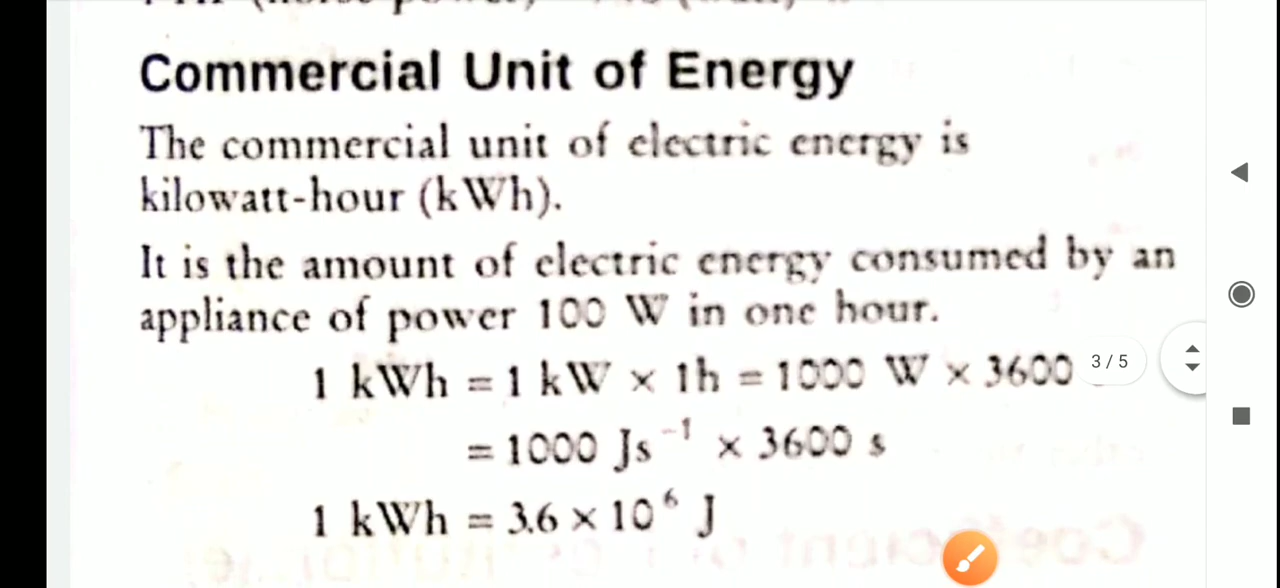 Commercial Unit of Energy
The commercial unit of electric energy is
kilowatt-hour (kWh).
It is the amount of electric energy consumed by an
appliance of power 100 W in one hour.
1 kWh = 1 kW × 1h = 1000 W × 3600
3 / 5
= 1000 Js⁻¹ × 3600 s
1 kWh = 3.6 × 10⁶ J